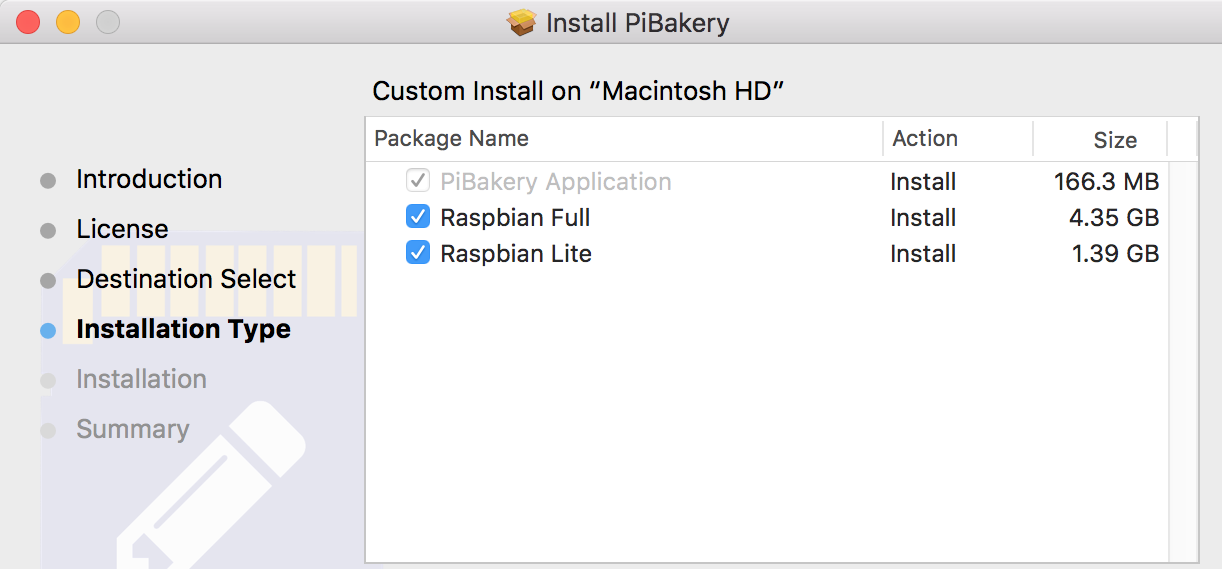 Install PiBakery
Custom Install on “Macintosh HD”
Package Name Action Size
PiBakery Application Install 166.3 MB
Raspbian Full Install 4.35 GB
Raspbian Lite Install 1.39 GB
Introduction
License
Destination Select
Installation Type
Installation
Summary